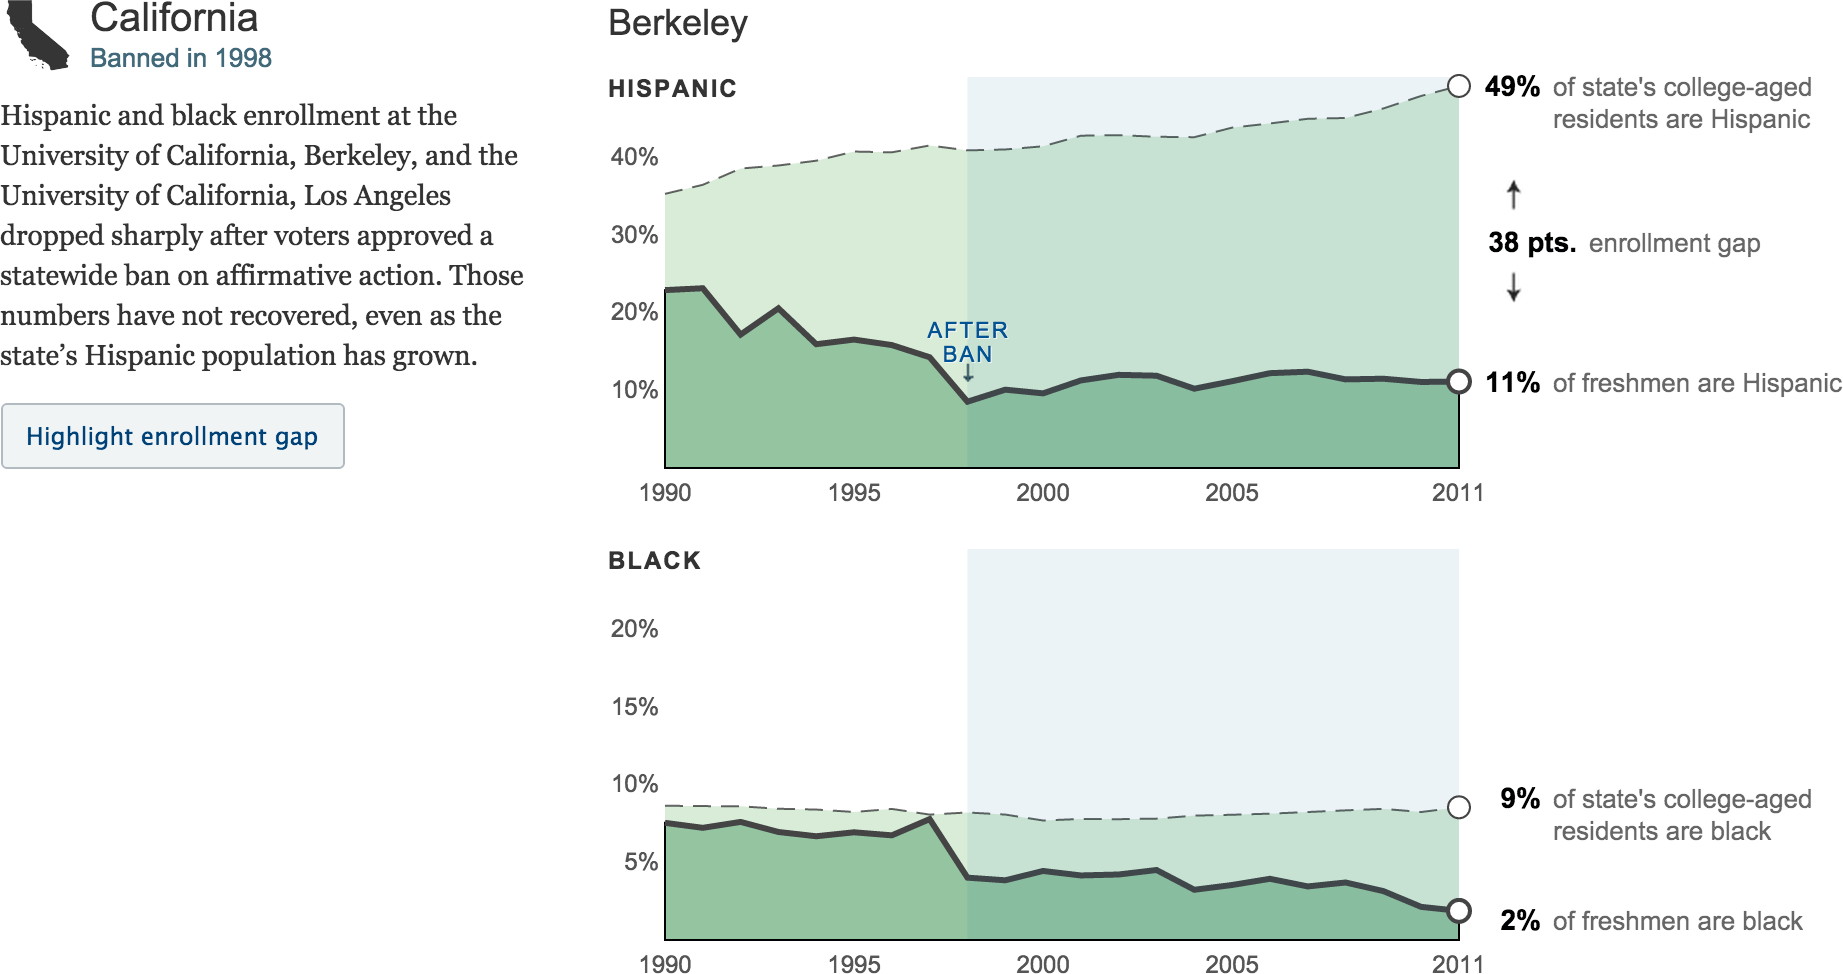 California
Banned in 1998
Hispanic and black enrollment at the
University of California, Berkeley, and the
University of California, Los Angeles
dropped sharply after voters approved a
statewide ban on affirmative action. Those
numbers have not recovered, even as the
state’s Hispanic population has grown.
Highlight enrollment gap
Berkeley
HISPANIC
40%
30%
20%
10%
AFTER
BAN
1990 1995 2000 2005 2011
49% of state's college-aged
residents are Hispanic
38 pts. enrollment gap
11% of freshmen are Hispanic
BLACK
20%
15%
10%
5%
1990 1995 2000 2005 2011
9% of state's college-aged
residents are black
2% of freshmen are black